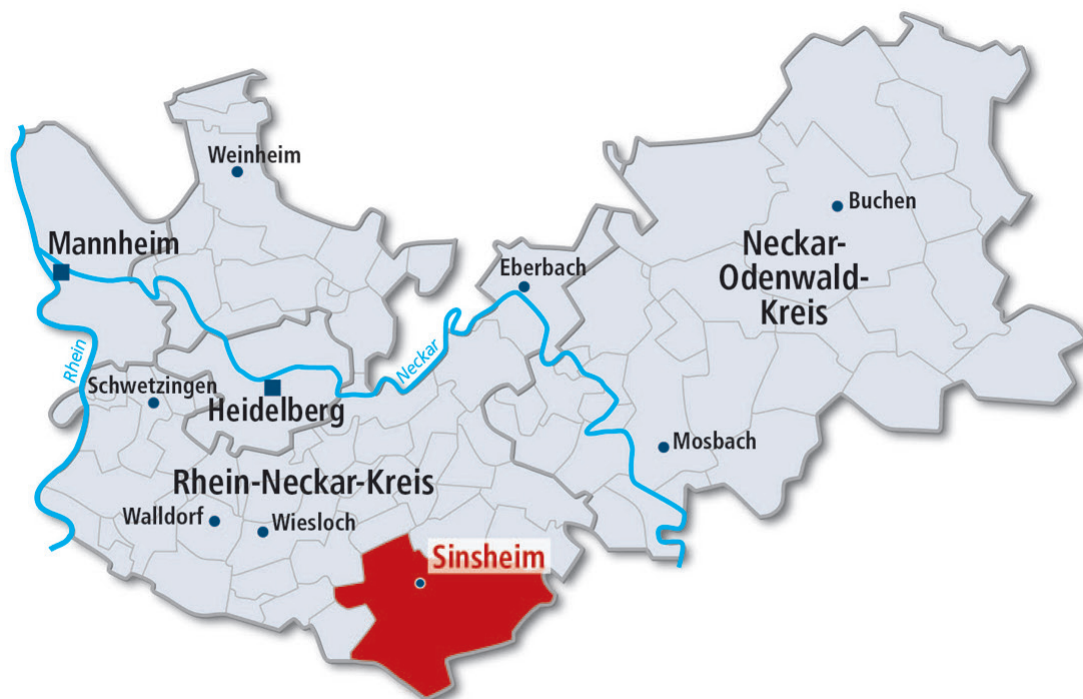 Weinheim
Buchen
Mannheim
Neckar-
Odenwald-
Kreis
Eberbach
Rhein
Neckar
Schwetzingen
Heidelberg
Mosbach
Rhein-Neckar-Kreis
Walldorf
Wiesloch
Sinsheim